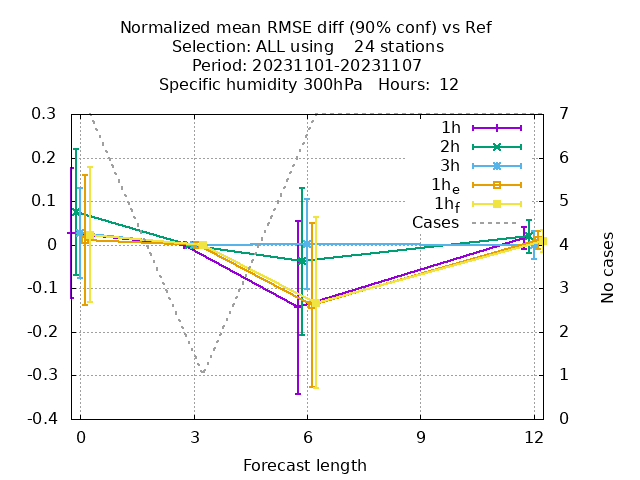 Normalized mean RMSE diff (90% conf) vs Ref
Selection: ALL using    24 stations
Period: 20231101-20231107
Specific humidity 300hPa   Hours:  12
0.3
0.2
0.1
0
-0.1
-0.2
-0.3
-0.4
7
6
5
4
3
2
1
0
1h
2h
3h
1he
1hf
Cases
No cases
0 3 6 9 12
Forecast length